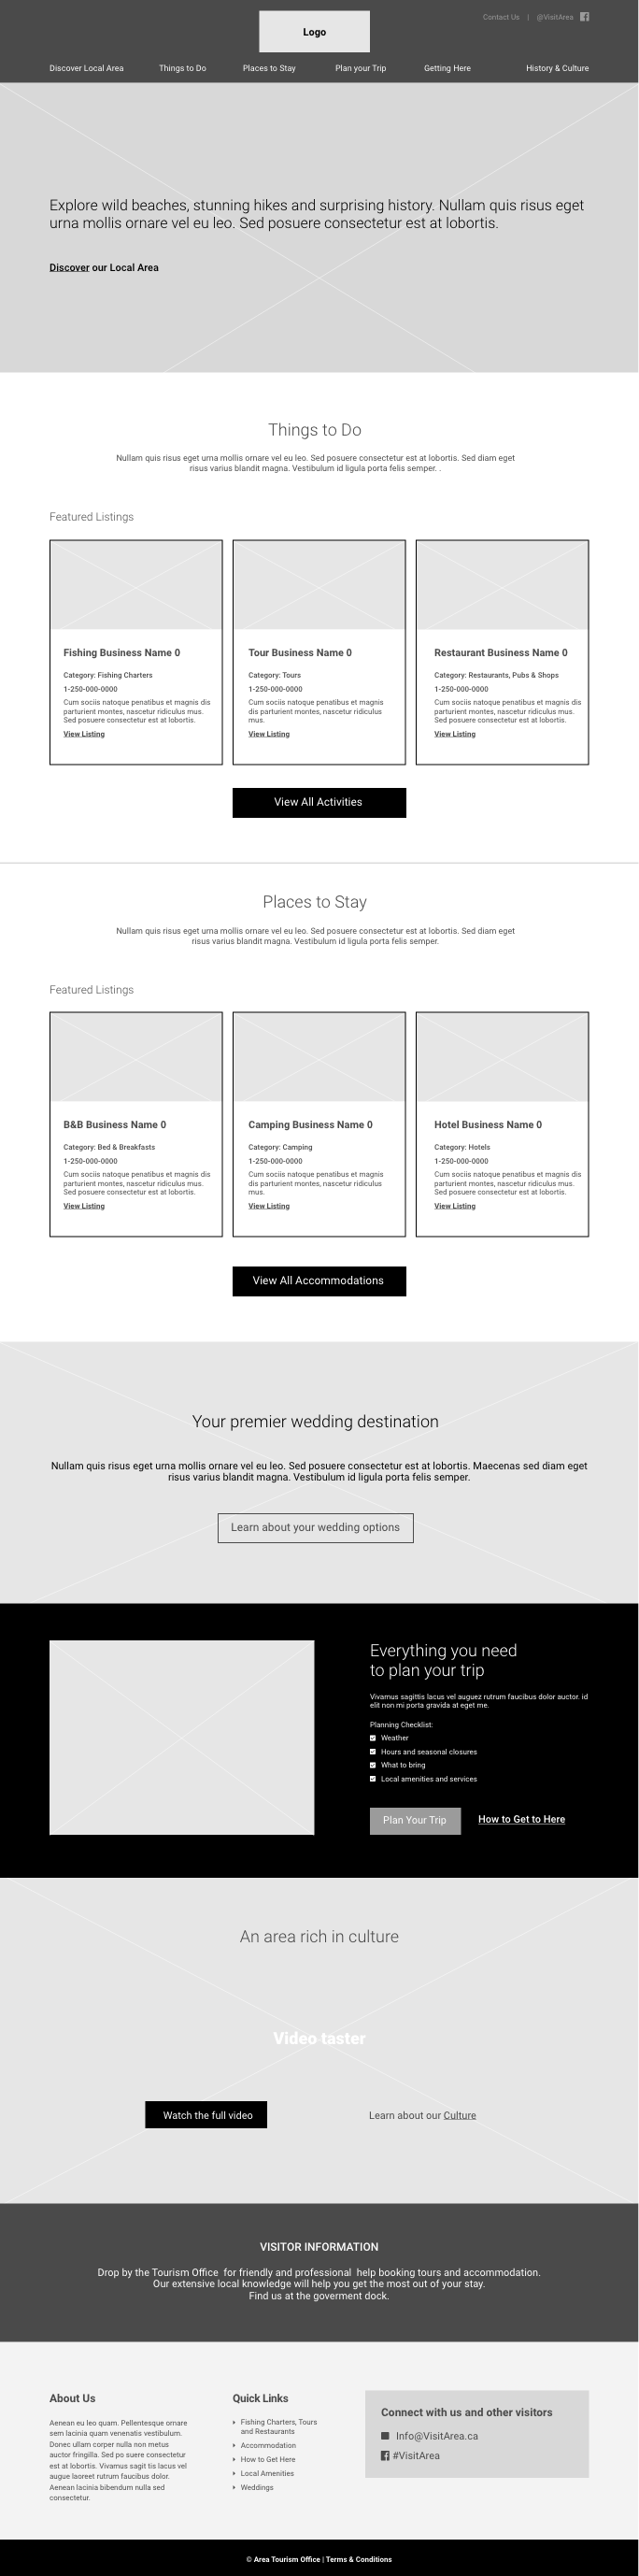 Contact Us | @VisitArea
Logo
Discover Local Area Things to Do Places to Stay Plan your Trip Getting Here History & Culture
Explore wild beaches, stunning hikes and surprising history. Nullam quis risus eget
urna mollis ornare vel eu leo. Sed posuere consectetur est at lobortis.
Discover our Local Area
Things to Do
Nullam quis risus eget urna mollis ornare vel eu leo. Sed posuere consectetur est at lobortis. Sed diam eget
risus varius blandit magna. Vestibulum id ligula porta felis semper. .
Featured Listings
Fishing Business Name 0
Category: Fishing Charters
1-250-000-0000
Cum sociis natoque penatibus et magnis dis
parturient montes, nascetur ridiculus mus.
Sed posuere consectetur est at lobortis.
View Listing
Tour Business Name 0
Category: Tours
1-250-000-0000
Cum sociis natoque penatibus et magnis
dis parturient montes, nascetur ridiculus
mus.
View Listing
Restaurant Business Name 0
Category: Restaurants, Pubs & Shops
1-250-000-0000
Cum sociis natoque penatibus et magnis dis
parturient montes, nascetur ridiculus mus.
Sed posuere consectetur est at lobortis.
View Listing
View All Activities
Places to Stay
Nullam quis risus eget urna mollis ornare vel eu leo. Sed posuere consectetur est at lobortis. Sed diam eget
risus varius blandit magna. Vestibulum id ligula porta felis semper.
Featured Listings
B&B Business Name 0
Category: Bed & Breakfasts
1-250-000-0000
Cum sociis natoque penatibus et magnis dis
parturient montes, nascetur ridiculus mus.
Sed posuere consectetur est at lobortis.
View Listing
Camping Business Name 0
Category: Camping
1-250-000-0000
Cum sociis natoque penatibus et magnis
dis parturient montes, nascetur ridiculus
mus.
View Listing
Hotel Business Name 0
Category: Hotels
1-250-000-0000
Cum sociis natoque penatibus et magnis dis
parturient montes, nascetur ridiculus mus.
Sed posuere consectetur est at lobortis.
View Listing
View All Accommodations
Your premier wedding destination
Nullam quis risus eget urna mollis ornare vel eu leo. Sed posuere consectetur est at lobortis. Maecenas sed diam eget
risus varius blandit magna. Vestibulum id ligula porta felis semper.
Learn about your wedding options
Everything you need
to plan your trip
Vivamus sagittis lacus vel auguez rutrum faucibus dolor auctor. id
elit non mi porta gravida at eget me.
Planning Checklist:
Weather
Hours and seasonal closures
What to bring
Local amenities and services
Plan Your Trip How to Get to Here
An area rich in culture
Video taster
Watch the full video Learn about our Culture
VISITOR INFORMATION
Drop by the Tourism Office for friendly and professional help booking tours and accommodation.
Our extensive local knowledge will help you get the most out of your stay.
Find us at the goverment dock.
About Us
Aenean eu leo quam. Pellentesque ornare
sem lacinia quam venenatis vestibulum.
Donec ullam corper nulla non metus
auctor fringilla. Sed po suere consectetur
est at lobortis. Vivamus sagit tis lacus vel
augue laoreet rutrum faucibus dolor.
Aenean lacinia bibendum nulla sed
consectetur.
Quick Links
Fishing Charters, Tours
and Restaurants
Accommodation
How to Get Here
Local Amenities
Weddings
Connect with us and other visitors
Info@VisitArea.ca
#VisitArea
© Area Tourism Office | Terms & Conditions